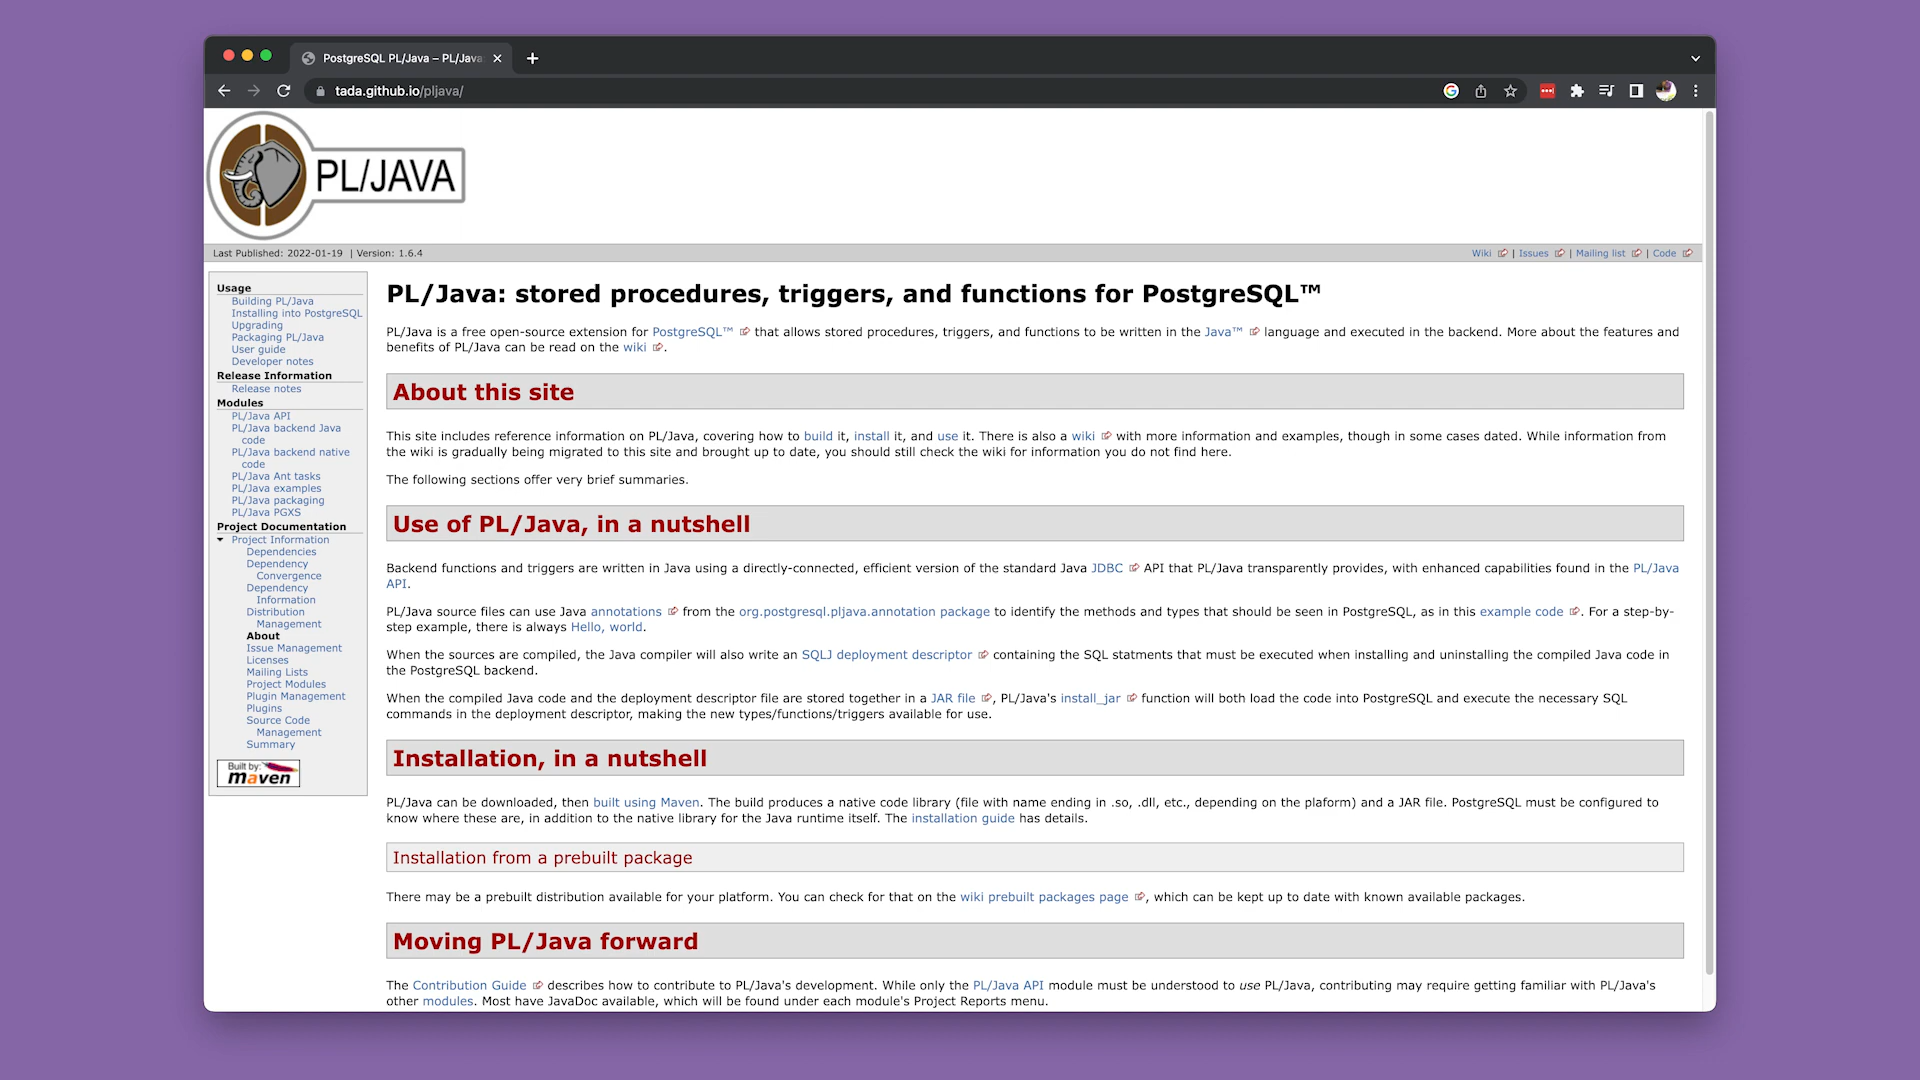 PostgreSQL PL/Java – PL/Java
tada.github.io/pljava/
PL/JAVA
Last Published: 2022-01-19 | Version: 1.6.4
Wiki | Issues | Mailing list | Code
Usage
Building PL/Java
Installing into PostgreSQL
Upgrading
Packaging PL/Java
User guide
Developer notes
Release Information
Release notes
Modules
PL/Java API
PL/Java backend Java
code
PL/Java backend native
code
PL/Java Ant tasks
PL/Java examples
PL/Java packaging
PL/Java PGXS
Project Documentation
Project Information
Dependencies
Dependency
Convergence
Dependency
Information
Distribution
Management
About
Issue Management
Licenses
Mailing Lists
Project Modules
Plugin Management
Plugins
Source Code
Management
Summary
Built by:
maven
PL/Java: stored procedures, triggers, and functions for PostgreSQL™
PL/Java is a free open-source extension for PostgreSQL™ that allows stored procedures, triggers, and functions to be written in the Java™ language and executed in the backend. More about the features and
benefits of PL/Java can be read on the wiki .
About this site
This site includes reference information on PL/Java, covering how to build it, install it, and use it. There is also a wiki with more information and examples, though in some cases dated. While information from
the wiki is gradually being migrated to this site and brought up to date, you should still check the wiki for information you do not find here.
The following sections offer very brief summaries.
Use of PL/Java, in a nutshell
Backend functions and triggers are written in Java using a directly-connected, efficient version of the standard Java JDBC API that PL/Java transparently provides, with enhanced capabilities found in the PL/Java
API.
PL/Java source files can use Java annotations from the org.postgresql.pljava.annotation package to identify the methods and types that should be seen in PostgreSQL, as in this example code . For a step-by-
step example, there is always Hello, world.
When the sources are compiled, the Java compiler will also write an SQLJ deployment descriptor containing the SQL statments that must be executed when installing and uninstalling the compiled Java code in
the PostgreSQL backend.
When the compiled Java code and the deployment descriptor file are stored together in a JAR file , PL/Java's install_jar function will both load the code into PostgreSQL and execute the necessary SQL
commands in the deployment descriptor, making the new types/functions/triggers available for use.
Installation, in a nutshell
PL/Java can be downloaded, then built using Maven. The build produces a native code library (file with name ending in .so, .dll, etc., depending on the plaform) and a JAR file. PostgreSQL must be configured to
know where these are, in addition to the native library for the Java runtime itself. The installation guide has details.
Installation from a prebuilt package
There may be a prebuilt distribution available for your platform. You can check for that on the wiki prebuilt packages page , which can be kept up to date with known available packages.
Moving PL/Java forward
The Contribution Guide describes how to contribute to PL/Java's development. While only the PL/Java API module must be understood to use PL/Java, contributing may require getting familiar with PL/Java's
other modules. Most have JavaDoc available, which will be found under each module's Project Reports menu.